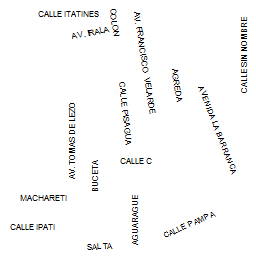 CALLE ITATINES
AV. IRALA
COLON
AV. FRANCISCO VELARDE
CALLE SIN NOMBRE
AGREDA
AVENIDA LA BARRANCA
CALLE PISAGUA
AV. TOMAS DE LEZO
BUCETA
CALLE C
MACHARETI
AGUARAGUE
CALLE IPATI
CALLE PAMPA
SALTA